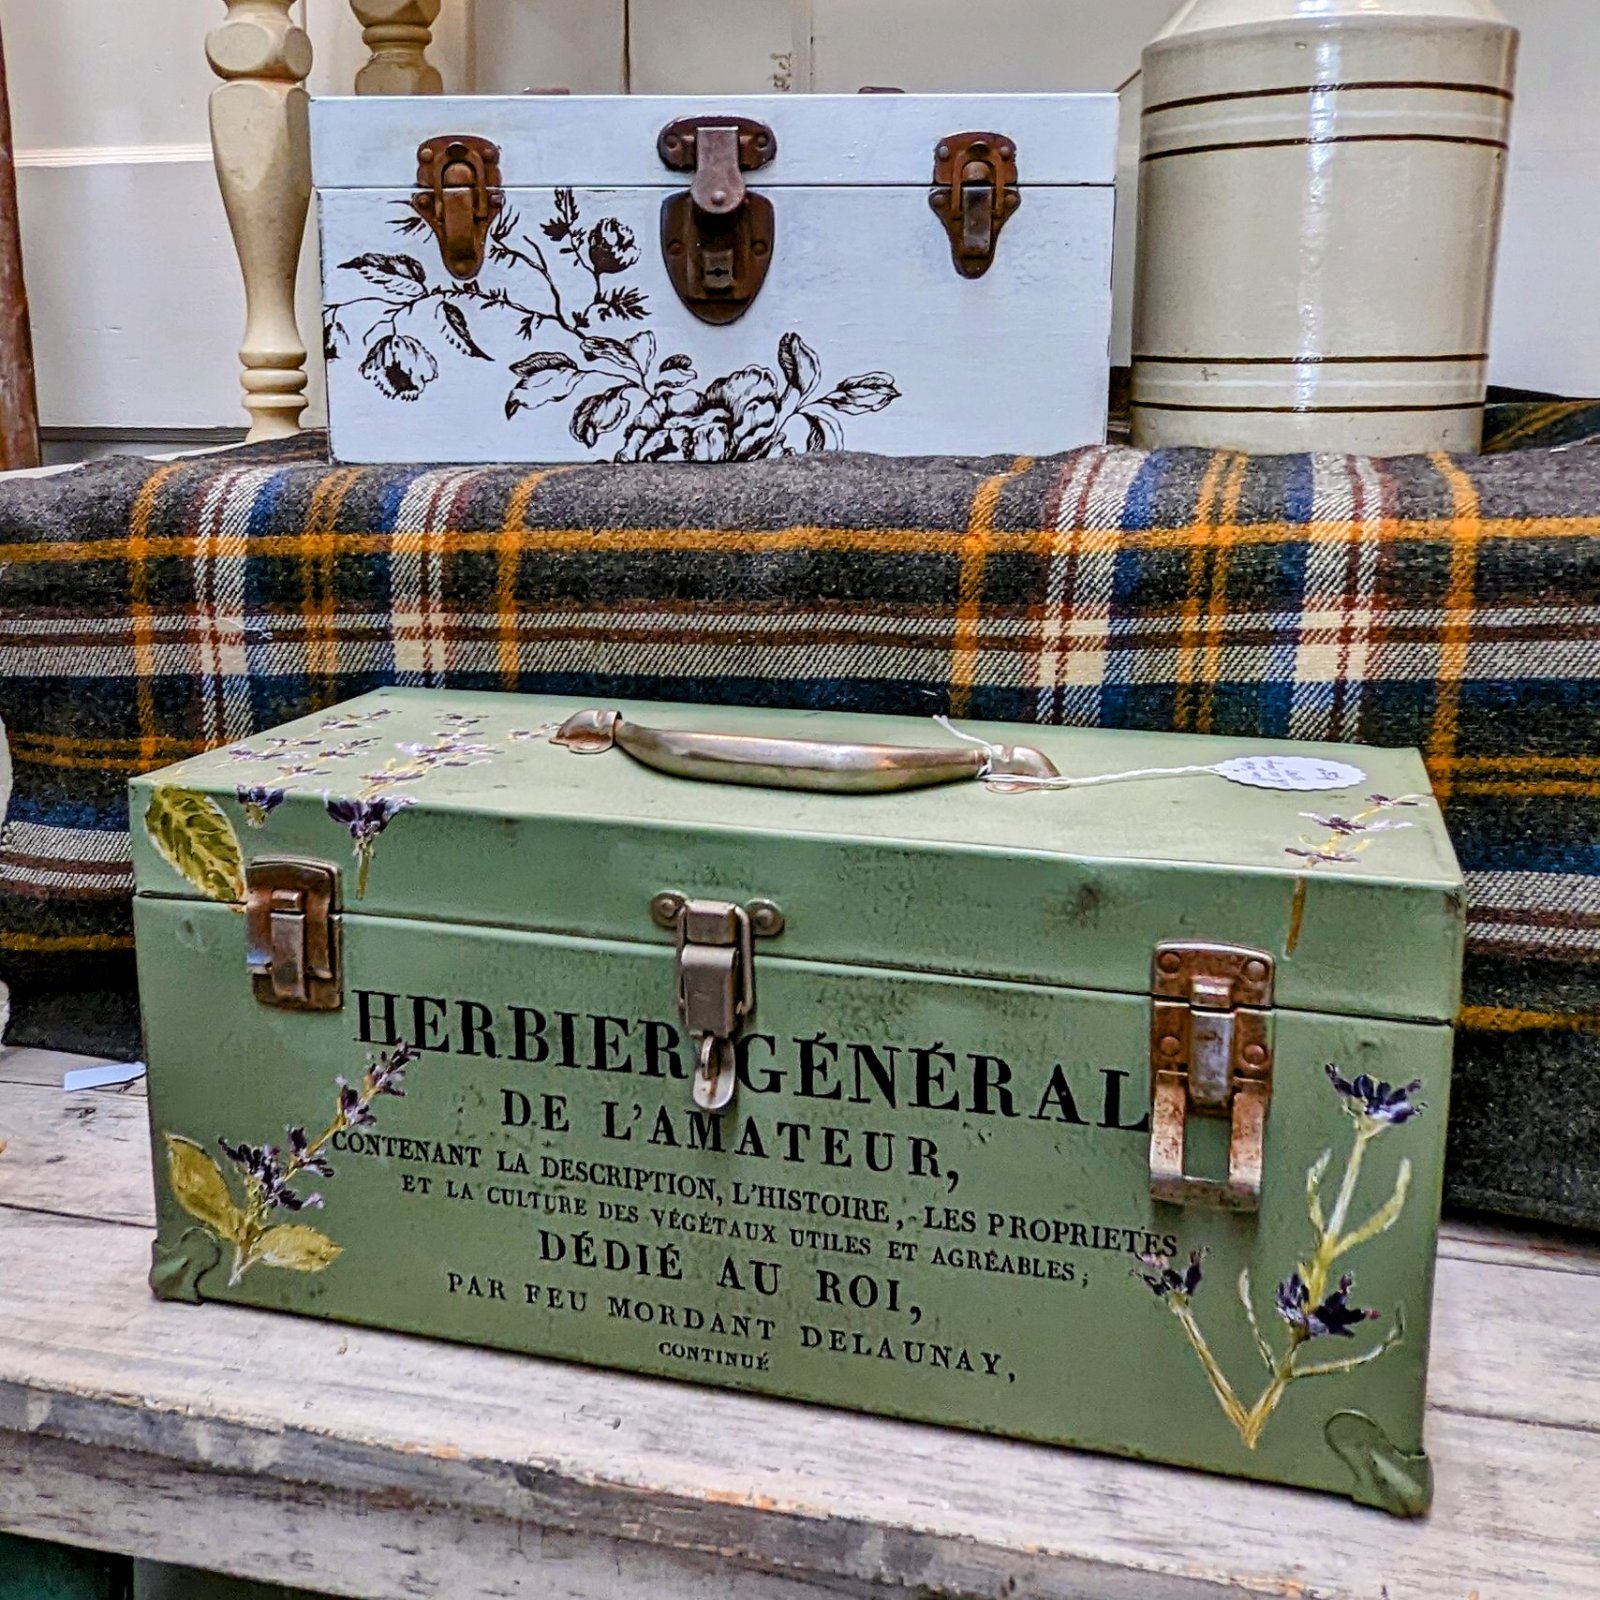 HERBIER GÉNÉRAL
DE L'AMATEUR,
CONTENANT LA DESCRIPTION, L'HISTOIRE, LES PROPRIETÉS
ET LA CULTURE DES VÉGÉTAUX UTILES ET AGRÉABLES;
DÉDIÉ AU ROI,
PAR FEU MORDANT DELAUNAY,
CONTINUÉ